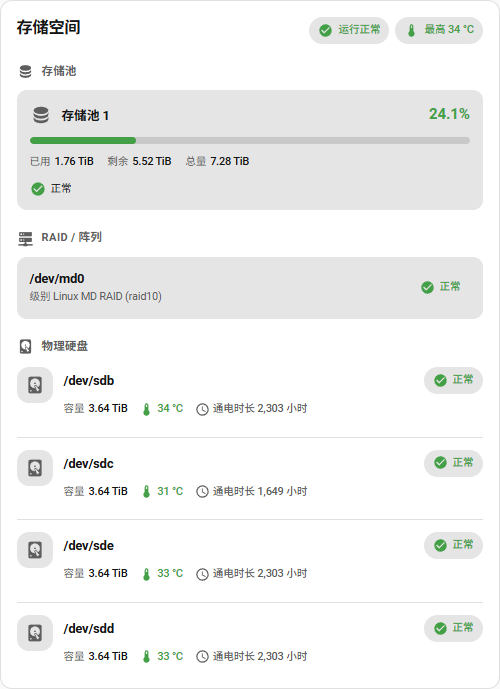 存储空间
运行正常
最高 34 °C
存储池
存储池 1
24.1%
已用 1.76 TiB 剩余 5.52 TiB 总量 7.28 TiB
正常
RAID / 阵列
/dev/md0
级别 Linux MD RAID (raid10)
正常
物理硬盘
/dev/sdb
正常
容量 3.64 TiB 34 °C 通电时长 2,303 小时
/dev/sdc
正常
容量 3.64 TiB 31 °C 通电时长 1,649 小时
/dev/sde
正常
容量 3.64 TiB 33 °C 通电时长 2,303 小时
/dev/sdd
正常
容量 3.64 TiB 33 °C 通电时长 2,303 小时